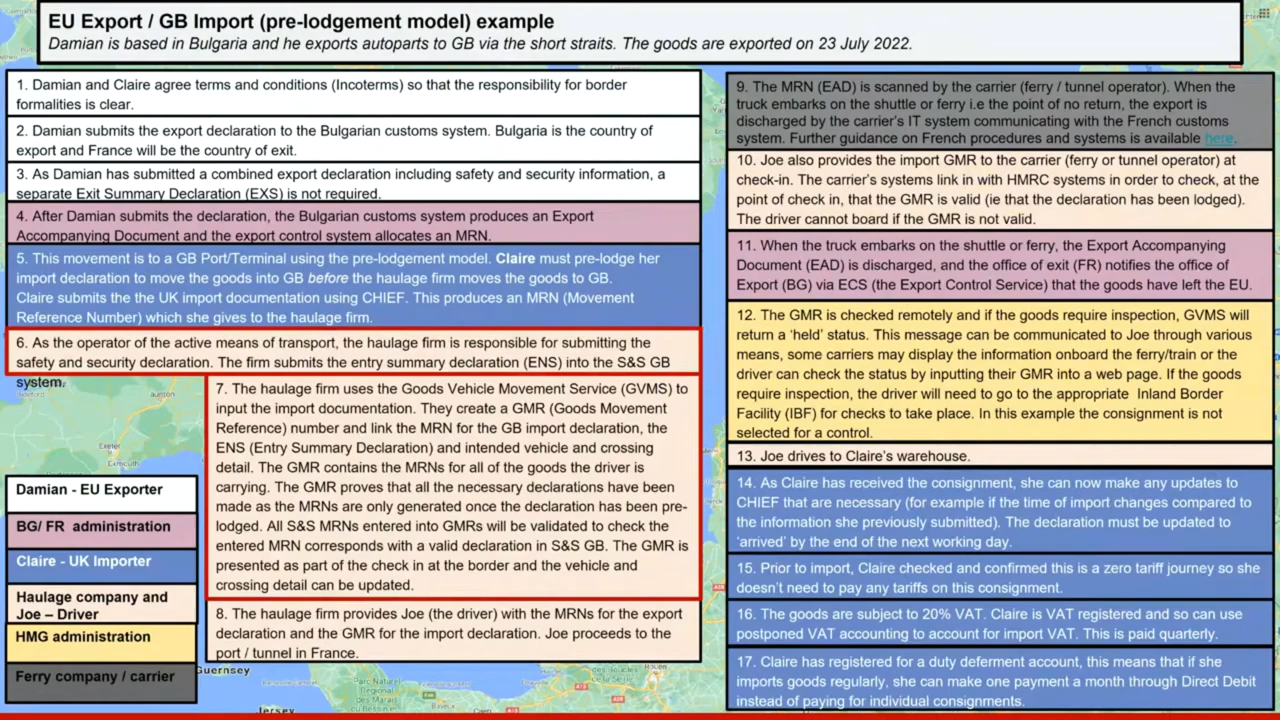 EU Export / GB Import (pre-lodgement model) example
Damian is based in Bulgaria and he exports autoparts to GB via the short straits. The goods are exported on 23 July 2022.
1. Damian and Claire agree terms and conditions (Incoterms) so that the responsibility for border
formalities is clear.
2. Damian submits the export declaration to the Bulgarian customs system. Bulgaria is the country of
export and France will be the country of exit.
3. As Damian has submitted a combined export declaration including safety and security information, a
separate Exit Summary Declaration (EXS) is not required.
4. After Damian submits the declaration, the Bulgarian customs system produces an Export
Accompanying Document and the export control system allocates an MRN.
5. This movement is to a GB Port/Terminal using the pre-lodgement model. Claire must pre-lodge her
import declaration to move the goods into GB before the haulage firm moves the goods to GB.
Claire submits the the UK import documentation using CHIEF. This produces an MRN (Movement
Reference Number) which she gives to the haulage firm.
6. As the operator of the active means of transport, the haulage firm is responsible for submitting the
safety and security declaration. The firm submits the entry summary declaration (ENS) into the S&S GB
system.
7. The haulage firm uses the Goods Vehicle Movement Service (GVMS) to
input the import documentation. They create a GMR (Goods Movement
Reference) number and link the MRN for the GB import declaration, the
ENS (Entry Summary Declaration) and intended vehicle and crossing
detail. The GMR contains the MRNs for all of the goods the driver is
carrying. The GMR proves that all the necessary declarations have been
made as the MRNs are only generated once the declaration has been pre-
lodged. All S&S MRNs entered into GMRs will be validated to check the
entered MRN corresponds with a valid declaration in S&S GB. The GMR is
presented as part of the check in at the border and the vehicle and
crossing detail can be updated.
8. The haulage firm provides Joe (the driver) with the MRNs for the export
declaration and the GMR for the import declaration. Joe proceeds to the
port / tunnel in France.
Damian - EU Exporter
BG/ FR administration
Claire - UK Importer
Haulage company and
Joe – Driver
HMG administration
Ferry company / carrier
Exeter
Exmouth
Guernsey
Jersey
Parc Naturel
Régional
des Marais
Caen
Rouen
9. The MRN (EAD) is scanned by the carrier (ferry / tunnel operator). When the
truck embarks on the shuttle or ferry i.e the point of no return, the export is
discharged by the carrier's IT system communicating with the French customs
system. Further guidance on French procedures and systems is available here.
10. Joe also provides the import GMR to the carrier (ferry or tunnel operator) at
check-in. The carrier's systems link in with HMRC systems in order to check, at the
point of check in, that the GMR is valid (ie that the declaration has been lodged).
The driver cannot board if the GMR is not valid.
11. When the truck embarks on the shuttle or ferry, the Export Accompanying
Document (EAD) is discharged, and the office of exit (FR) notifies the office of
Export (BG) via ECS (the Export Control Service) that the goods have left the EU.
12. The GMR is checked remotely and if the goods require inspection, GVMS will
return a 'held' status. This message can be communicated to Joe through various
means, some carriers may display the information onboard the ferry/train or the
driver can check the status by inputting their GMR into a web page. If the goods
require inspection, the driver will need to go to the appropriate Inland Border
Facility (IBF) for checks to take place. In this example the consignment is not
selected for a control.
13. Joe drives to Claire's warehouse.
14. As Claire has received the consignment, she can now make any updates to
CHIEF that are necessary (for example if the time of import changes compared to
the information she previously submitted). The declaration must be updated to
'arrived' by the end of the next working day.
15. Prior to import, Claire checked and confirmed this is a zero tariff journey so she
doesn't need to pay any tariffs on this consignment.
16. The goods are subject to 20% VAT. Claire is VAT registered and so can use
postponed VAT accounting to account for import VAT. This is paid quarterly.
17. Claire has registered for a duty deferment account, this means that if she
imports goods regularly, she can make one payment a month through Direct Debit
instead of paying for individual consignments.